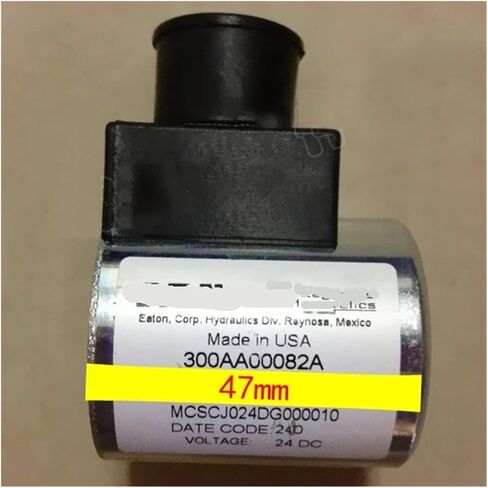 Eaton, Corp. Hydraulics Div. Reynosa, Mexico
Made in USA
300AA00082A
47mm
MCSCJ024DG000010
DATE CODE 240
VOLTAGE: 24 DC